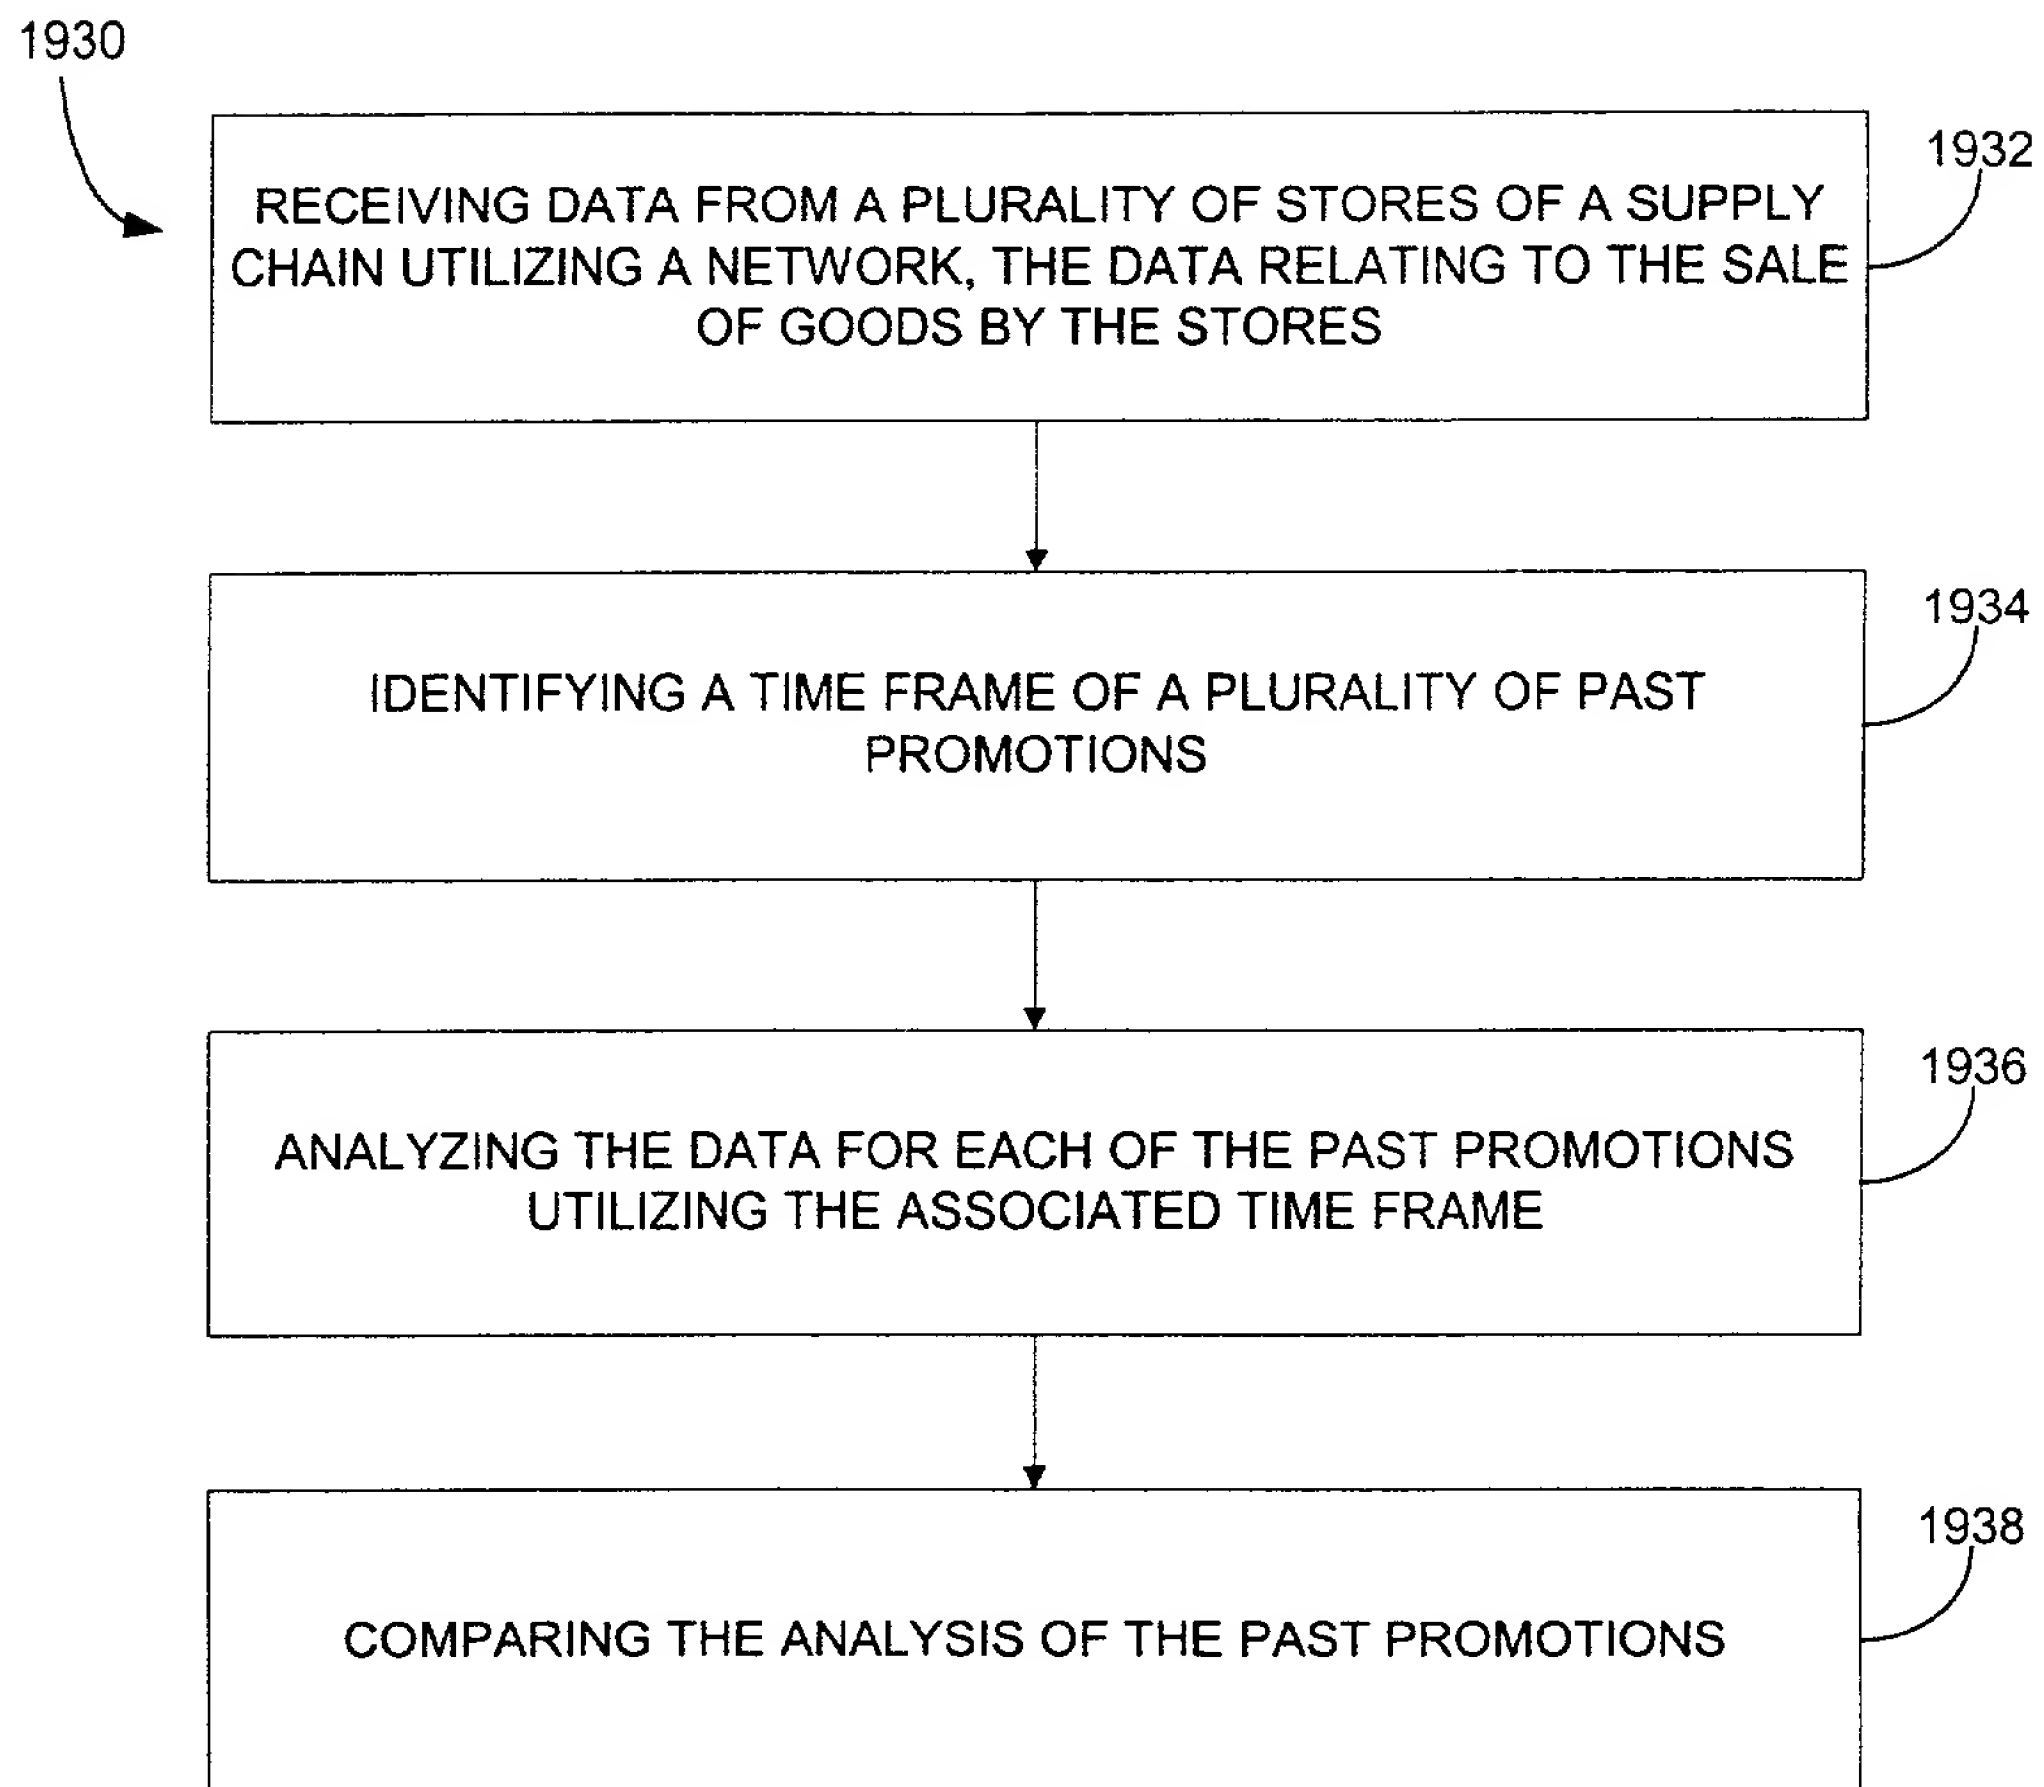 1930
1932
RECEIVING DATA FROM A PLURALITY OF STORES OF A SUPPLY
CHAIN UTILIZING A NETWORK, THE DATA RELATING TO THE SALE
OF GOODS BY THE STORES
1934
IDENTIFYING A TIME FRAME OF A PLURALITY OF PAST
PROMOTIONS
1936
ANALYZING THE DATA FOR EACH OF THE PAST PROMOTIONS
UTILIZING THE ASSOCIATED TIME FRAME
1938
COMPARING THE ANALYSIS OF THE PAST PROMOTIONS